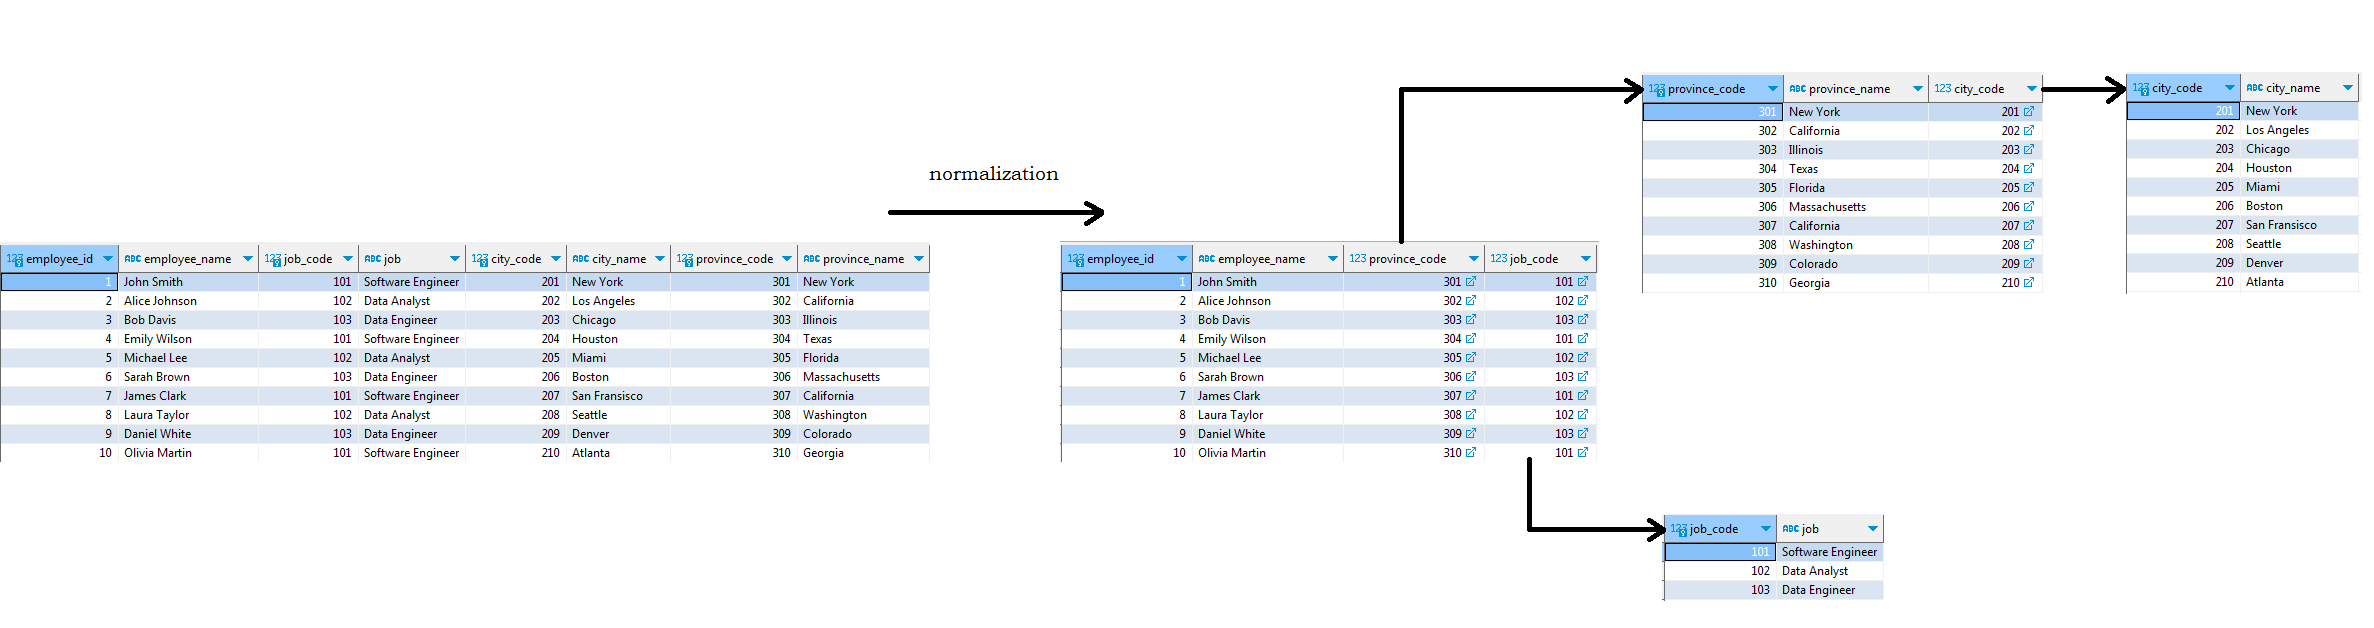 normalization
employee_id employee_name job_code job city_code city_name province_code province_name
1 John Smith 101 Software Engineer 201 New York 301 New York
2 Alice Johnson 102 Data Analyst 202 Los Angeles 302 California
3 Bob Davis 103 Data Engineer 203 Chicago 303 Illinois
4 Emily Wilson 101 Software Engineer 204 Houston 304 Texas
5 Michael Lee 102 Data Analyst 205 Miami 305 Florida
6 Sarah Brown 103 Data Engineer 206 Boston 306 Massachusetts
7 James Clark 101 Software Engineer 207 San Fransisco 307 California
8 Laura Taylor 102 Data Analyst 208 Seattle 308 Washington
9 Daniel White 103 Data Engineer 209 Denver 309 Colorado
10 Olivia Martin 101 Software Engineer 210 Atlanta 310 Georgia
employee_id employee_name province_code job_code
1 John Smith 301 101
2 Alice Johnson 302 102
3 Bob Davis 303 103
4 Emily Wilson 304 101
5 Michael Lee 305 102
6 Sarah Brown 306 103
7 James Clark 307 101
8 Laura Taylor 308 102
9 Daniel White 309 103
10 Olivia Martin 310 101
province_code province_name city_code
301 New York 201
302 California 202
303 Illinois 203
304 Texas 204
305 Florida 205
306 Massachusetts 206
307 California 207
308 Washington 208
309 Colorado 209
310 Georgia 210
city_code city_name
201 New York
202 Los Angeles
203 Chicago
204 Houston
205 Miami
206 Boston
207 San Fransisco
208 Seattle
209 Denver
210 Atlanta
job_code job
101 Software Engineer
102 Data Analyst
103 Data Engineer